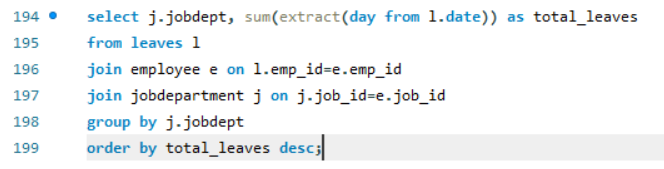 194 select j.jobdept, sum(extract(day from l.date)) as total_leaves
195 from leaves l
196 join employee e on l.emp_id=e.emp_id
197 join jobdepartment j on j.job_id=e.job_id
198 group by j.jobdept
199 order by total_leaves desc;